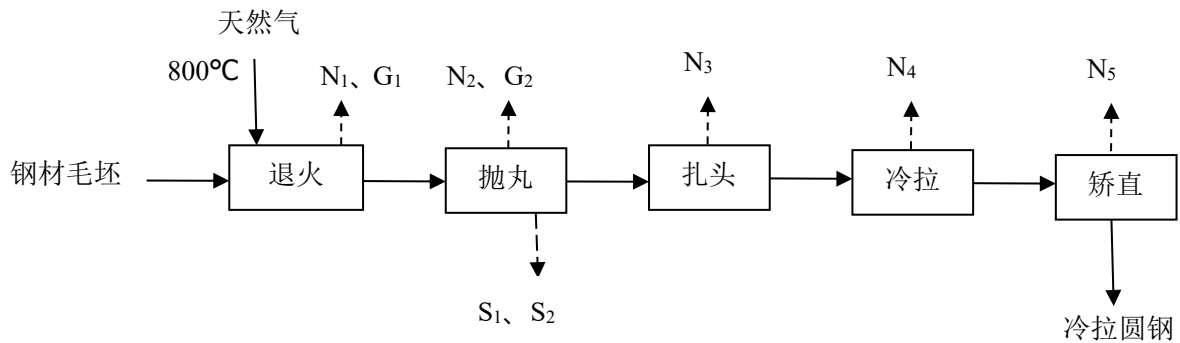 天然气
800℃
N₁、G₁
N₂、G₂
N₃
N₄
N₅
钢材毛坯
退火
抛丸
扎头
冷拉
矫直
S₁、S₂
冷拉圆钢